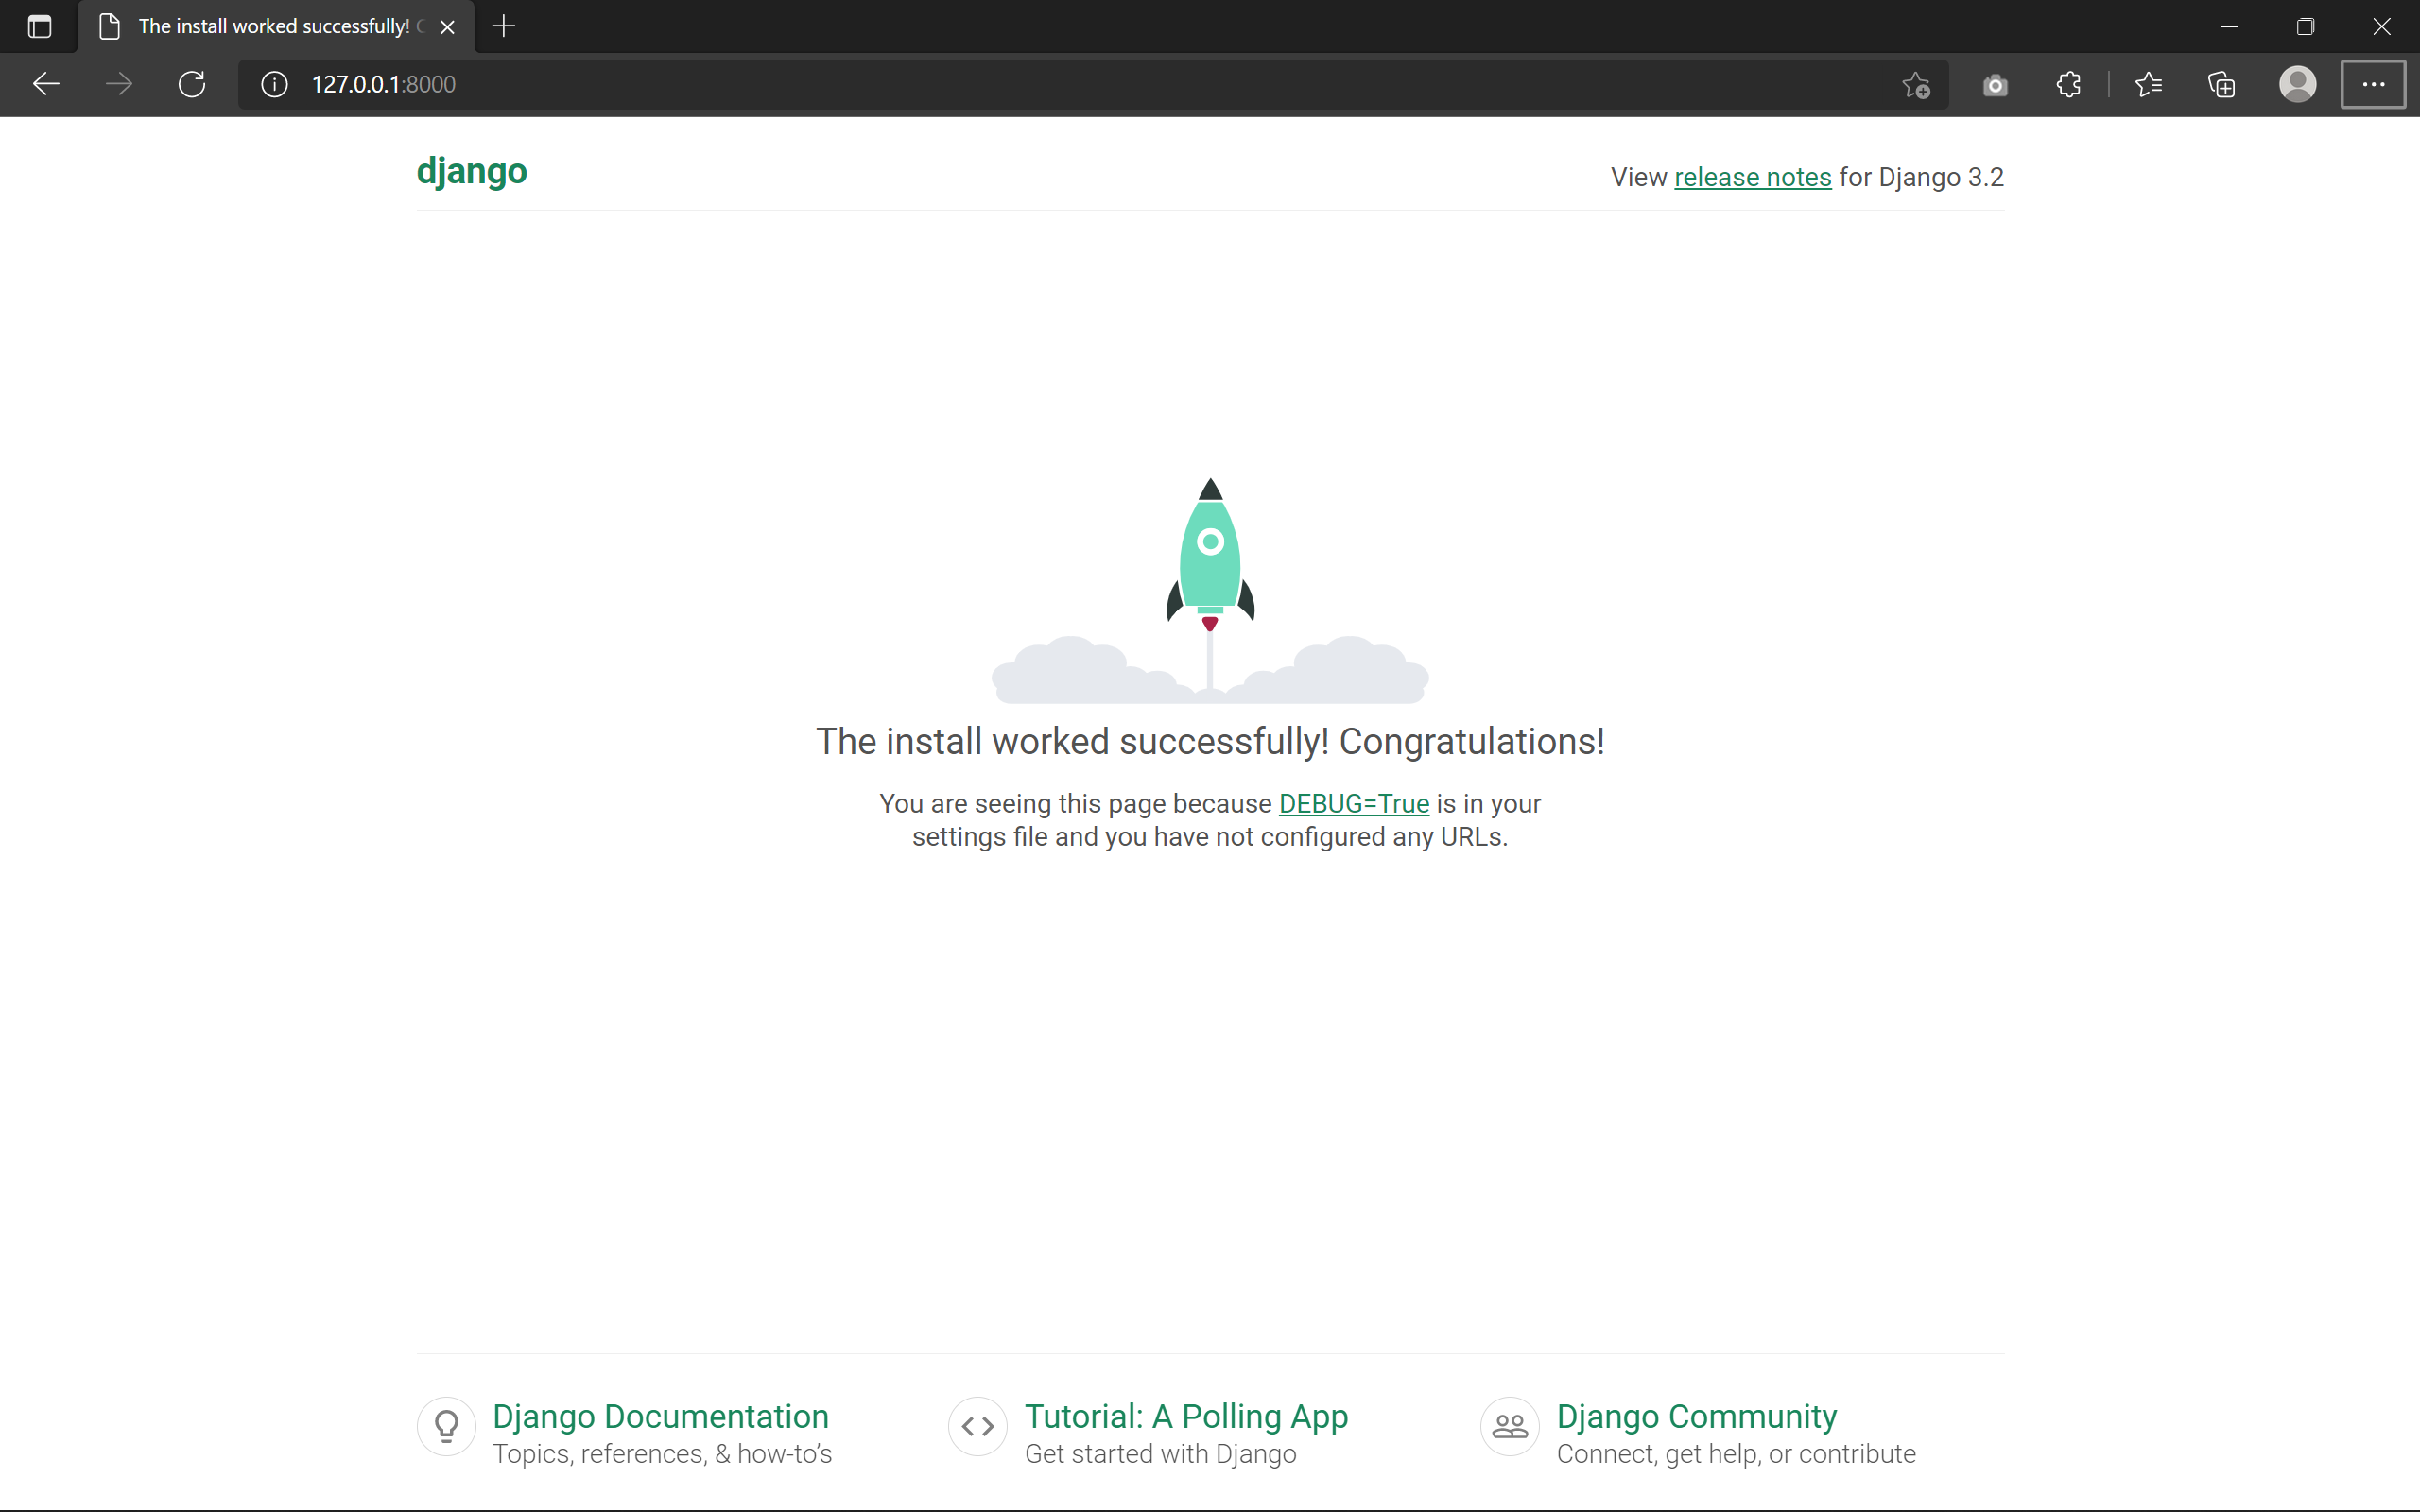 The install worked successfully!
127.0.0.1:8000
django
View release notes for Django 3.2
The install worked successfully! Congratulations!
You are seeing this page because DEBUG=True is in your
settings file and you have not configured any URLs.
Django Documentation
Topics, references, & how-to’s
Tutorial: A Polling App
Get started with Django
Django Community
Connect, get help, or contribute